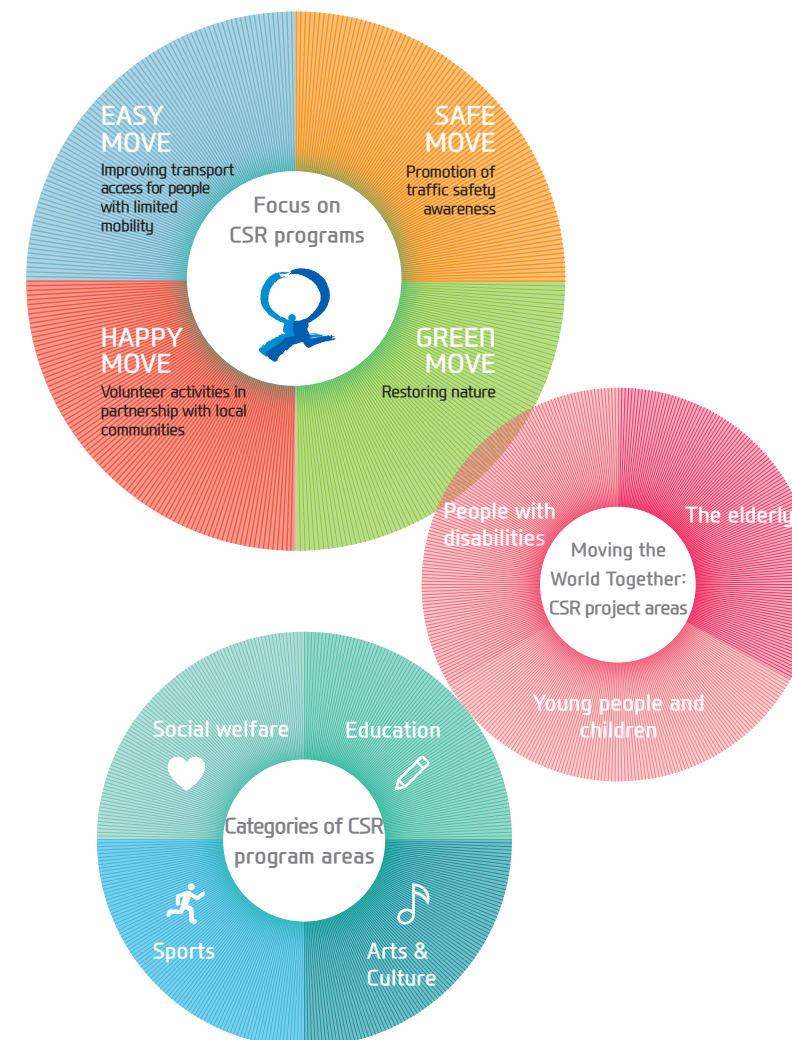 EASY
MOVE
Improving transport
access for people
with limited
mobility
SAFE
MOVE
Promotion of
traffic safety
awareness
Focus on
CSR programs
HAPPY
MOVE
Volunteer activities in
partnership with local
communities
GREEN
MOVE
Restoring nature
People with
disabilities
The elderly
Moving the
World Together:
CSR project areas
Young people and
children
Social welfare
Education
Categories of CSR
program areas
Sports
Arts &
Culture